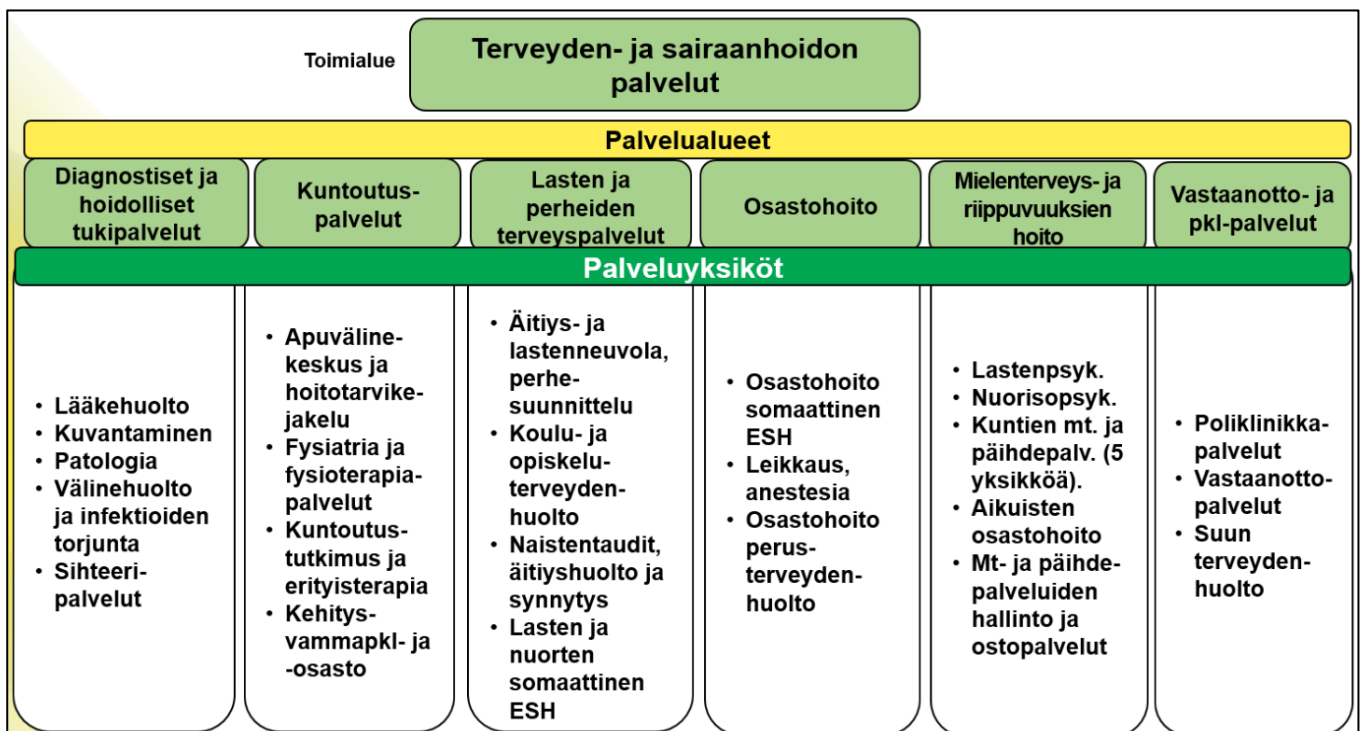 Toimialue
Terveyden- ja sairaanhoidon
palvelut
Palvelualueet
Diagnostiset ja
hoidolliset
tukipalvelut
Kuntoutus-
palvelut
Lasten ja
perheiden
terveyspalvelut
Osastohoito
Mielenterveys- ja
riippuvuuksien
hoito
Vastaanotto- ja
pkl-palvelut
Palveluyksiköt
• Lääkehuolto
• Kuvantaminen
• Patologia
• Välinehuolto
ja infektioiden
torjunta
• Sihteeri-
palvelut
• Apuväline-
keskus ja
hoitotarvike-
jakelu
• Fysiatria ja
fysioterapia-
palvelut
• Kuntoutus-
tutkimus ja
erityisterapia
• Kehitys-
vammapkl- ja
-osasto
• Äitiys- ja
lastenneuvola,
perhe-
suunnittelu
• Koulu- ja
opiskelu-
terveyden-
huolto
• Naistentaudit,
äitiyshuolto ja
synnytys
• Lasten ja
nuorten
somaattinen
ESH
• Osastohoito
somaattinen
ESH
• Leikkaus,
anestesia
• Osastohoito
perus-
terveyden-
huolto
• Lastenpsyk.
• Nuorisopsyk.
• Kuntien mt. ja
päihdepalv. (5
yksikköä).
• Aikuisten
osastohoito
• Mt- ja päihde-
palveluiden
hallinto ja
ostopalvelut
• Poliklinikka-
palvelut
• Vastaanotto-
palvelut
• Suun
terveyden-
huolto